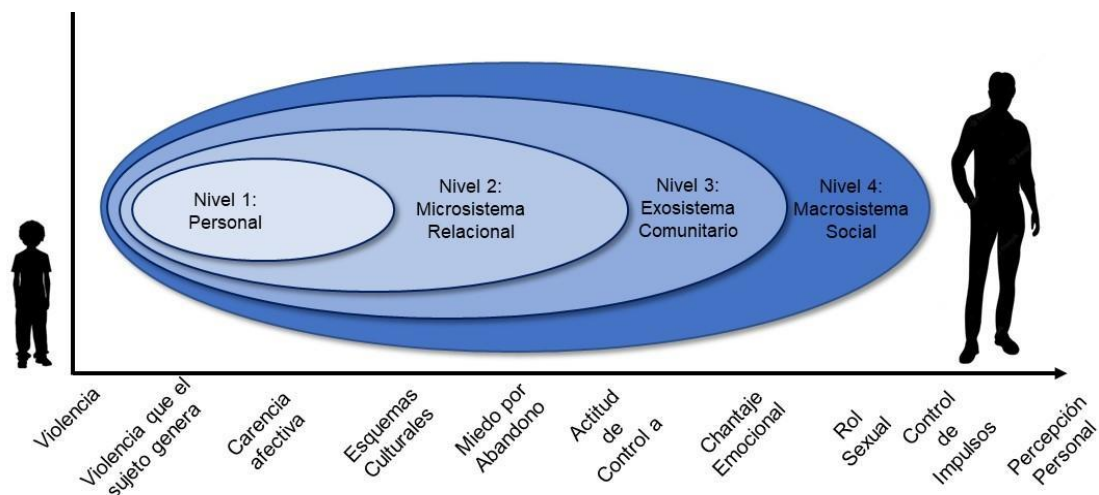 Nivel 1:
Personal
Nivel 2:
Microsistema
Relacional
Nivel 3:
Exosistema
Comunitario
Nivel 4:
Macrosistema
Social
Violencia
Violencia que el
sujeto genera
Carencia
afectiva
Esquemas
Culturales
Miedo por
Abandono
Actitud
de
Control a
Chantaje
Emocional
Rol
Sexual
Control
de
Impulsos
Percepción
Personal